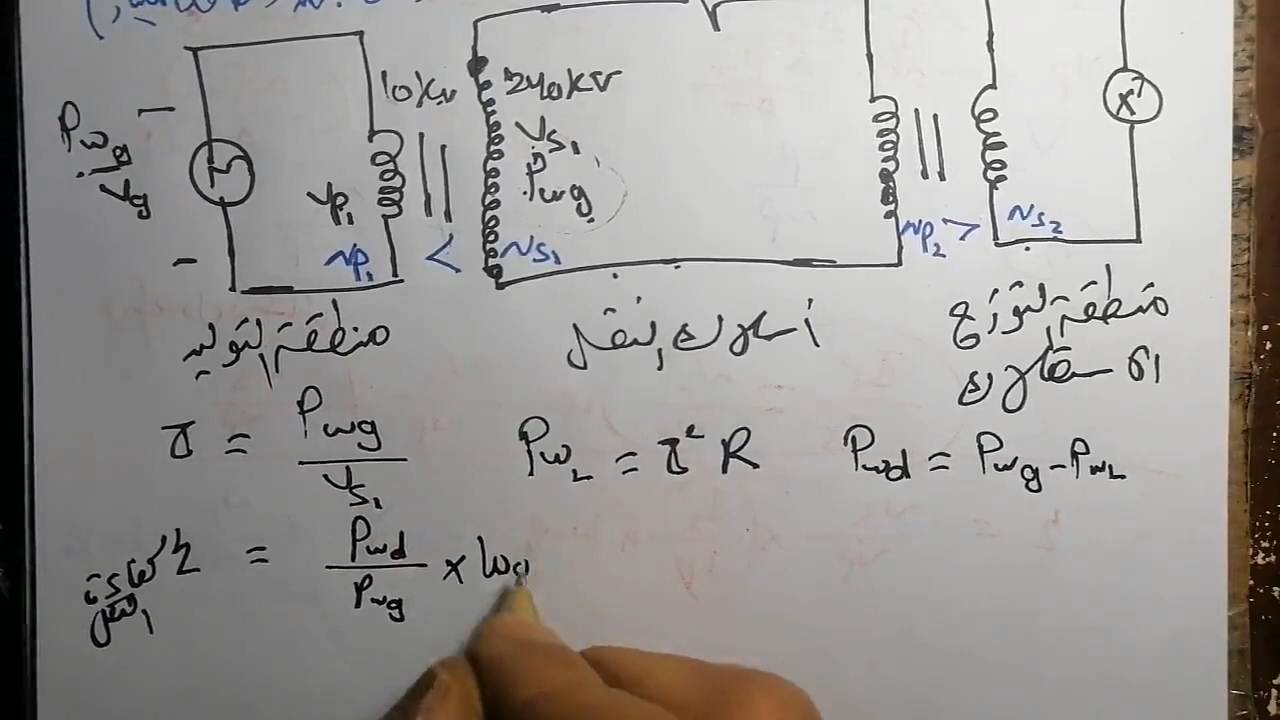 10KV 240KV
Pwg
Vg
VP1
VS1
Pwg
NP1 < NS1
NP2 > NS2
X
منطقة التوليد
أسلاك النقل
منطقة التوزيع
الاستهلاك
I = Pwg / VS1
PwL = I² R
Pwd = Pwg - PwL
η = Pwd / Pwg × 100
كفاءة النقل